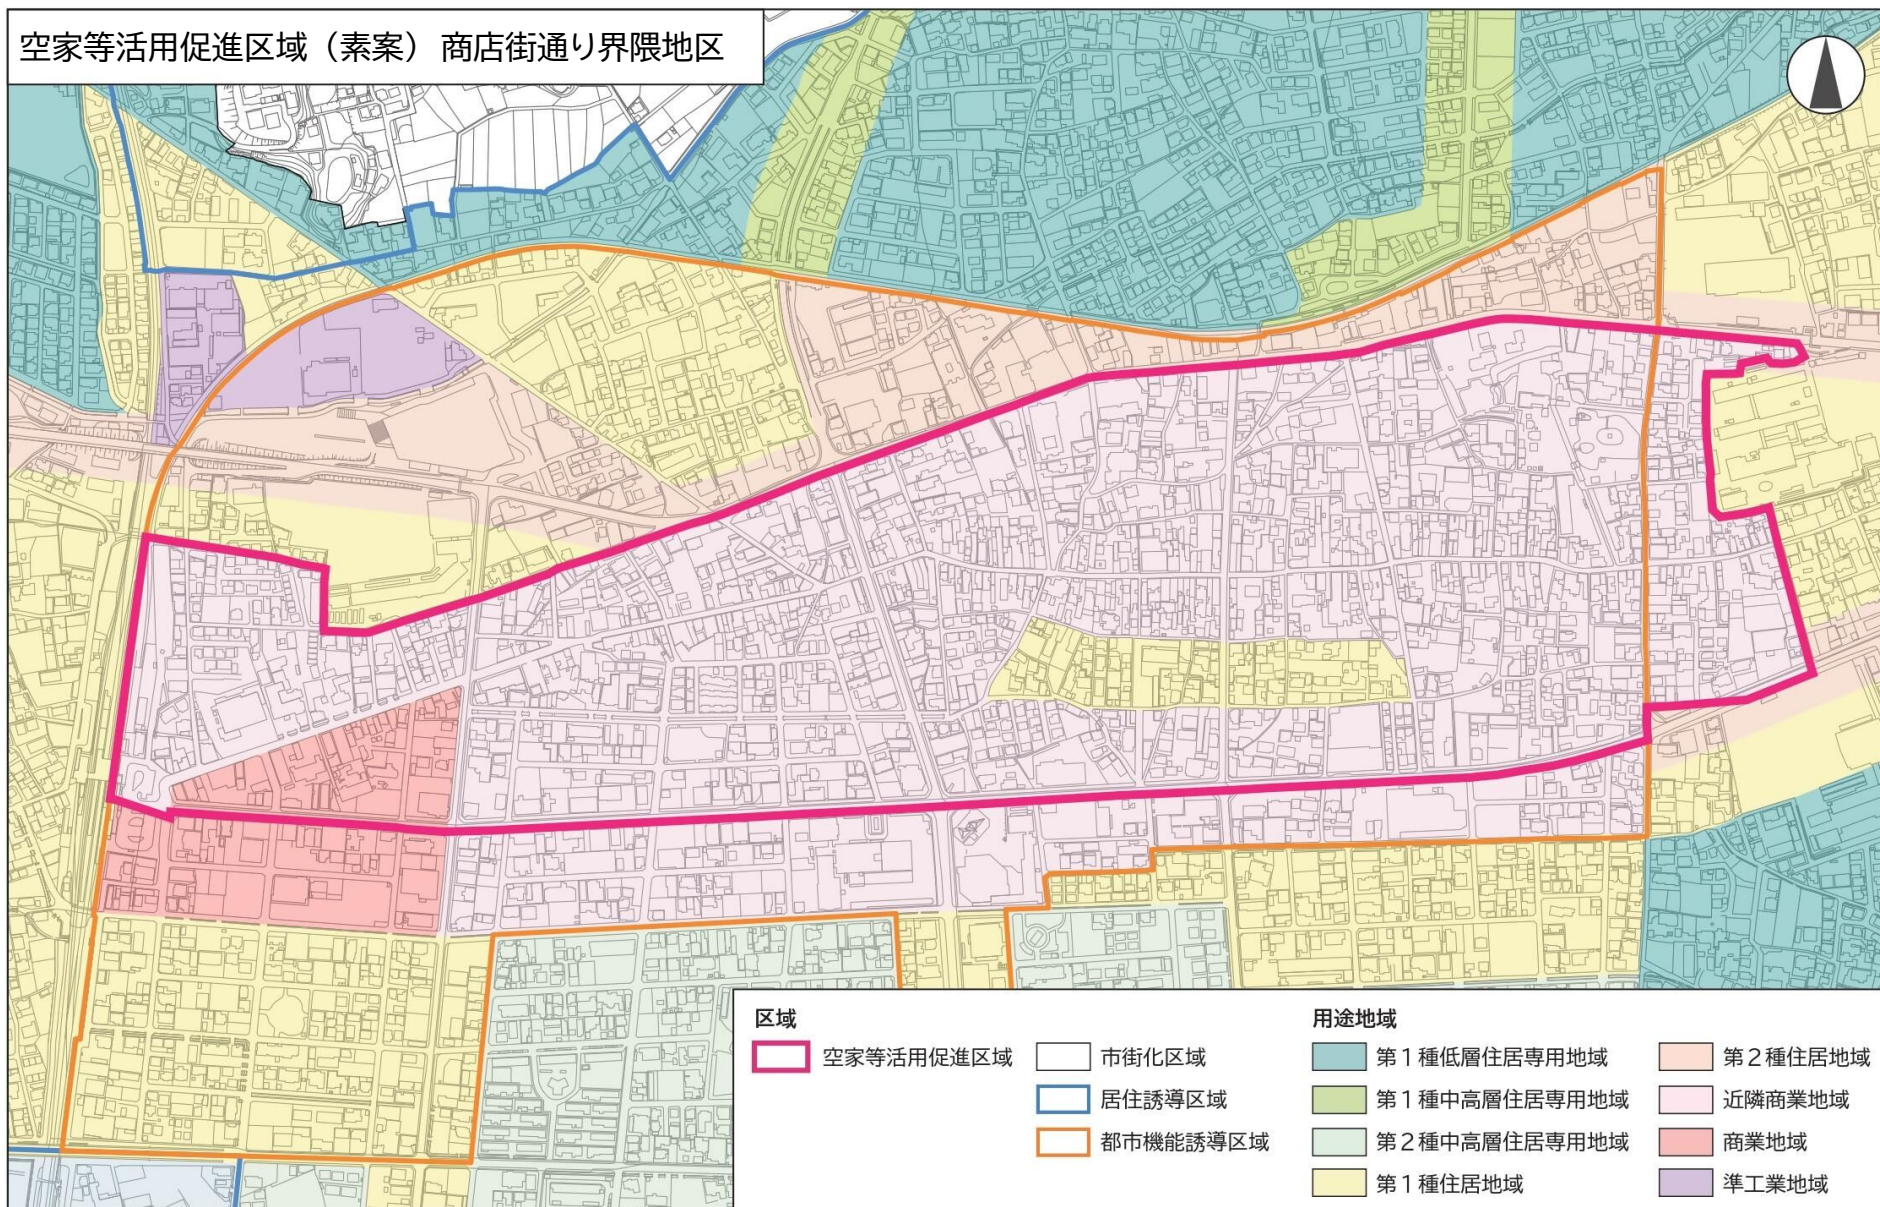 空家等活用促進区域（素案） 商店街通り界隈地区
区域
空家等活用促進区域
市街化区域
居住誘導区域
都市機能誘導区域
用途地域
第１種低層住居専用地域
第１種中高層住居専用地域
第２種中高層住居専用地域
第１種住居地域
第２種住居地域
近隣商業地域
商業地域
準工業地域